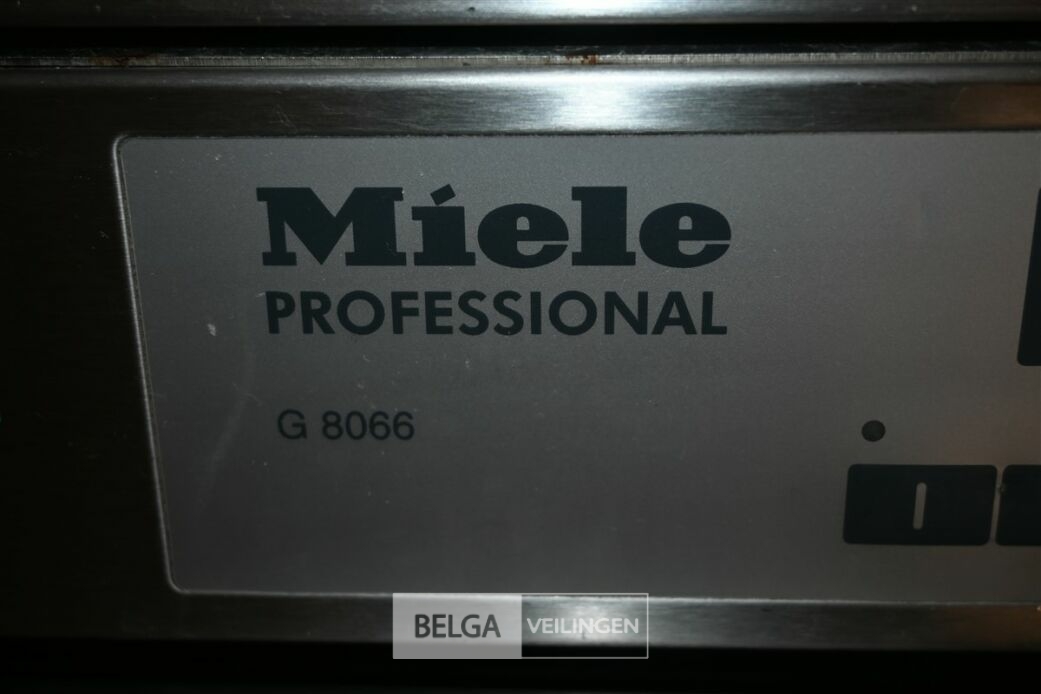 Miele
PROFESSIONAL
G 8066
I
BELGA VEILINGEN